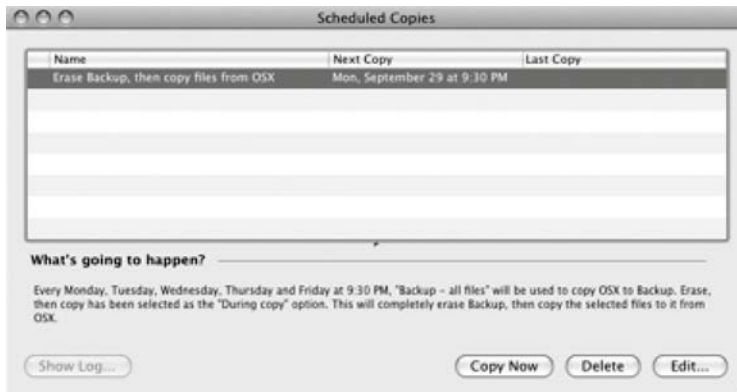 Scheduled Copies
Name Next Copy Last Copy
Erase Backup, then copy files from OSX Mon, September 29 at 9:30 PM
What's going to happen?
Every Monday, Tuesday, Wednesday, Thursday and Friday at 9:30 PM, "Backup - all files" will be used to copy OSX to Backup. Erase,
then copy has been selected as the "During copy" option. This will completely erase Backup, then copy the selected files to it from
OSX.
Show Log... Copy Now Delete Edit...